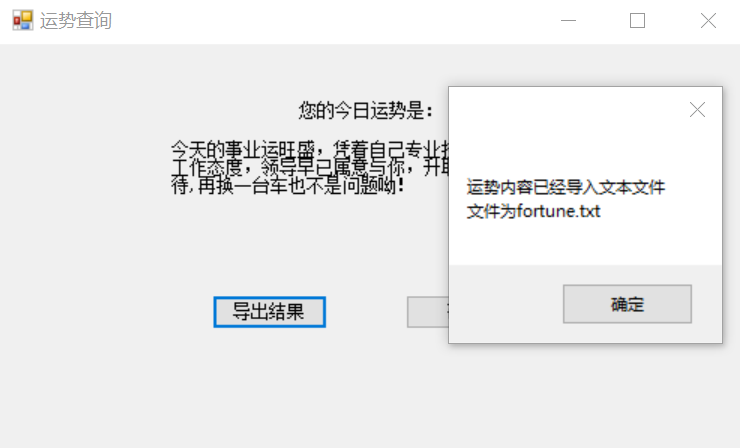 运势查询
您的今日运势是:
今天的事业运旺盛，凭着自己专业
工作态度，领导早已属意与你，升
待,再换一台车也不是问题呦!
导出结果
运势内容已经导入文本文件
文件为fortune.txt
确定